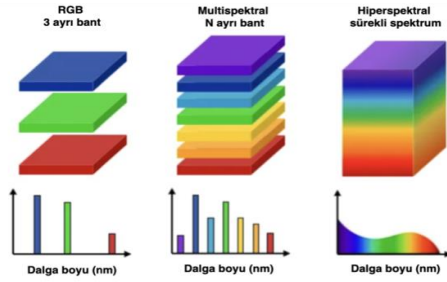 RGB
3 ayrı bant
Multispektral
N ayrı bant
Hiperspektral
sürekli spektrum
Dalga boyu (nm)
Dalga boyu (nm)
Dalga boyu (nm)